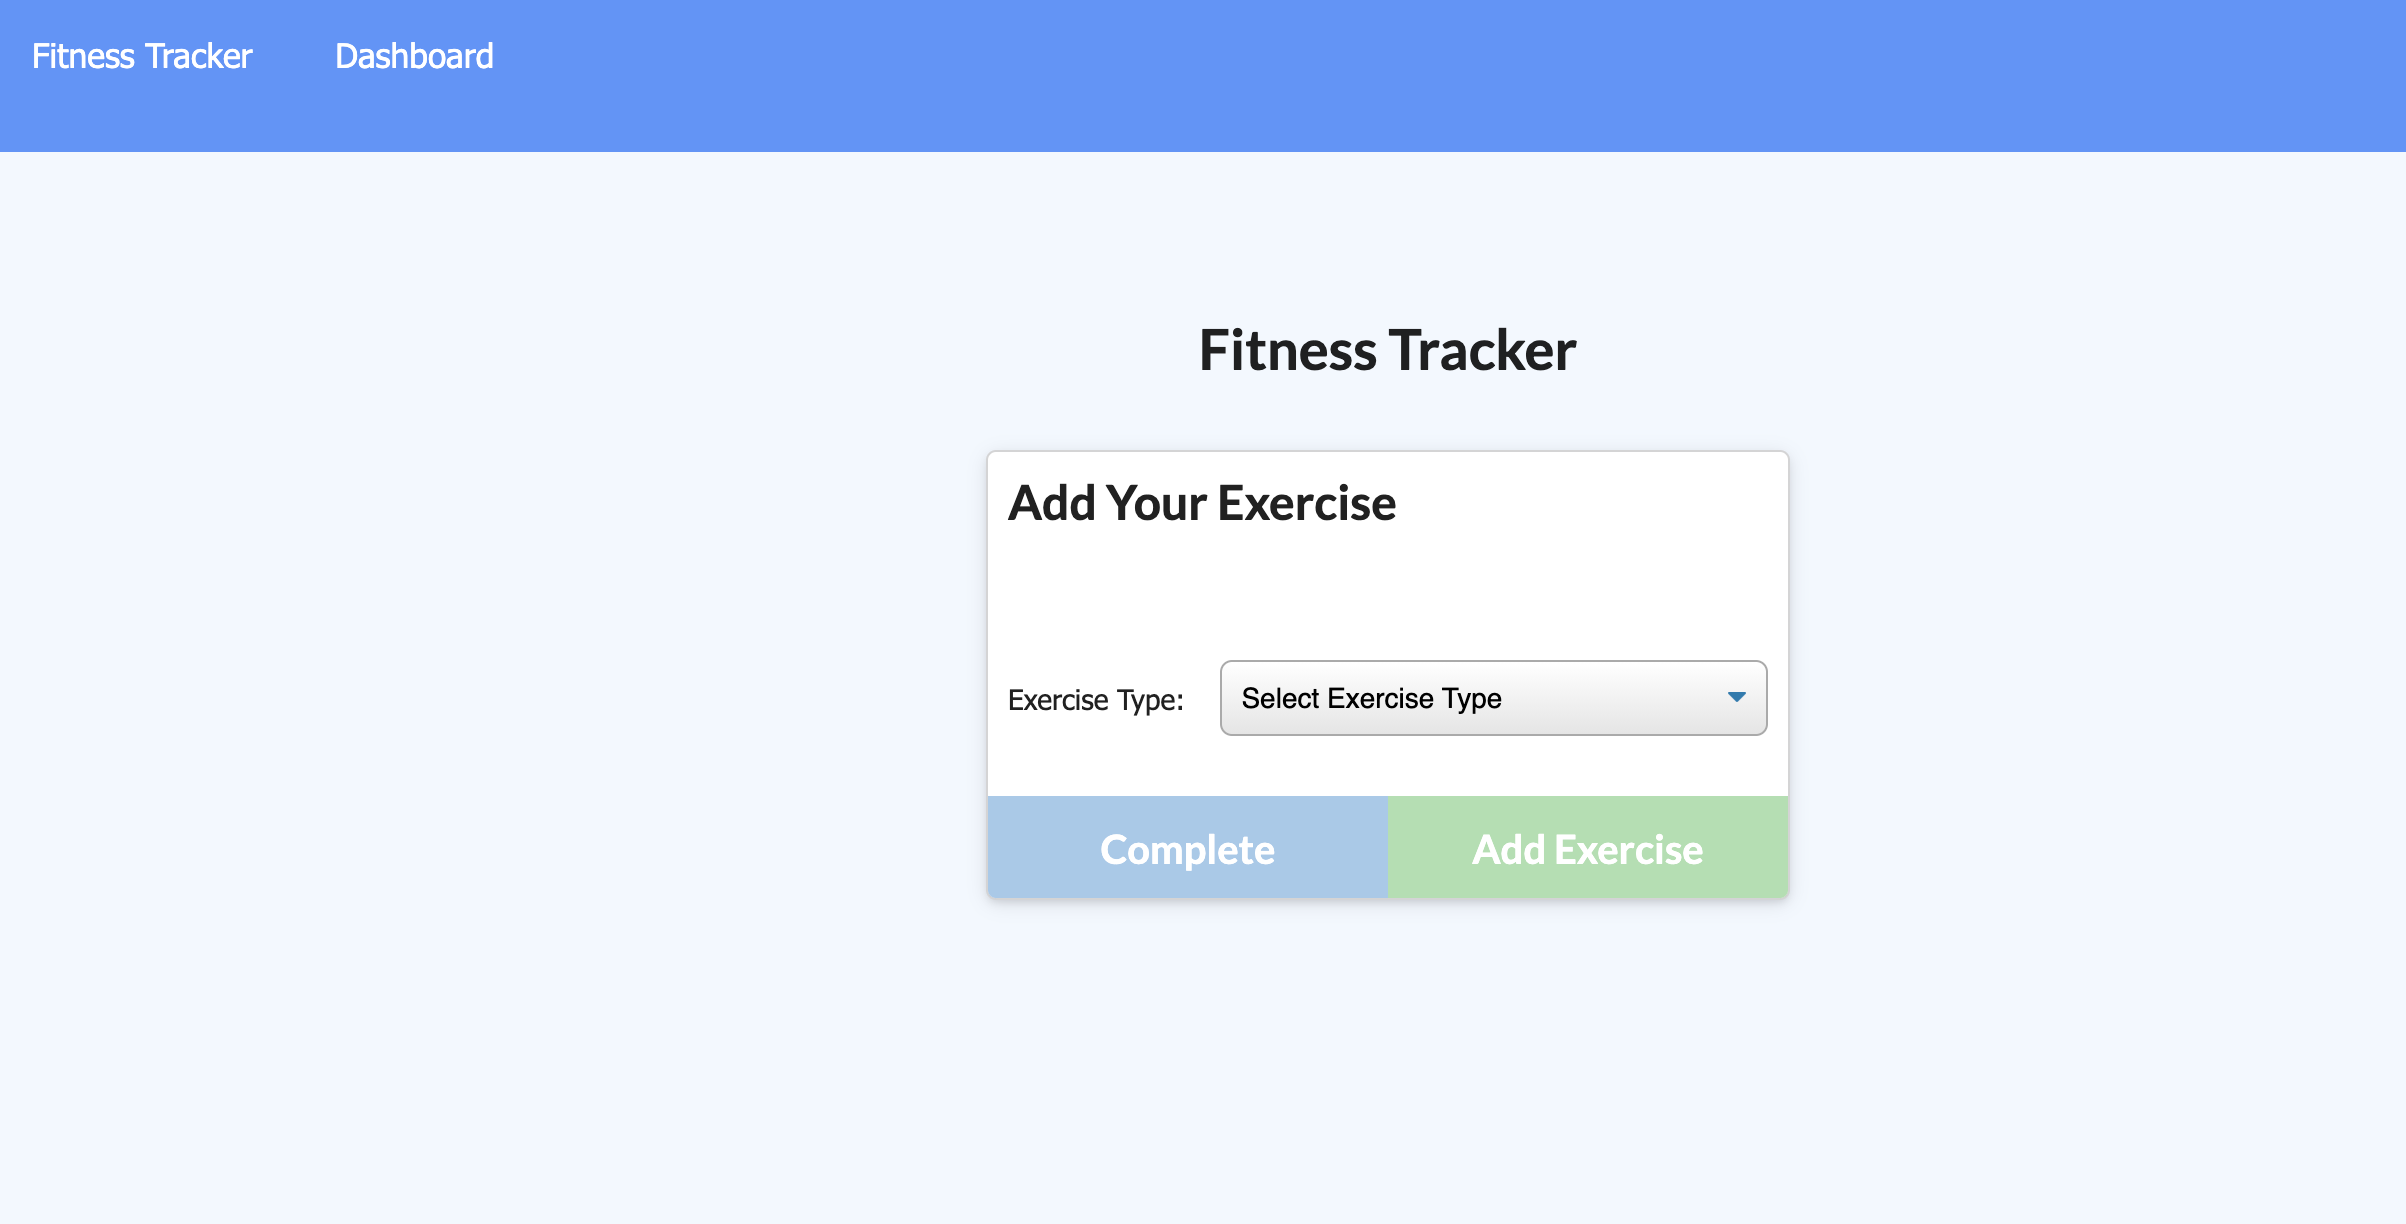 Fitness Tracker Dashboard
Fitness Tracker
Add Your Exercise
Exercise Type: Select Exercise Type
Complete Add Exercise